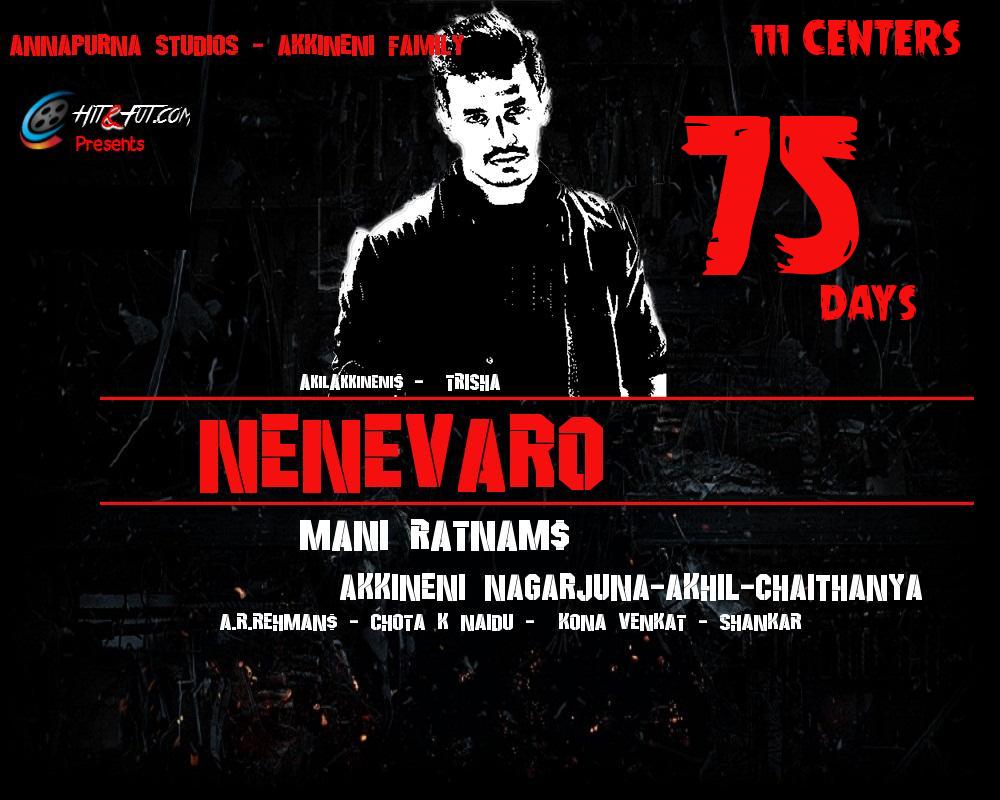 ANNAPURNA STUDIOS - AKKINENI FAMILY
111 CENTERS
HIT&FUT.COM
Presents
75
DAYS
AKILAKKINENI$ - TRISHA
NENEVARO
MANI RATNAM$
AKKINENI NAGARJUNA-AKHIL-CHAITHANYA
A.R.REHMAN$ - CHOTA K NAIDU - KONA VENKAT - SHANKAR